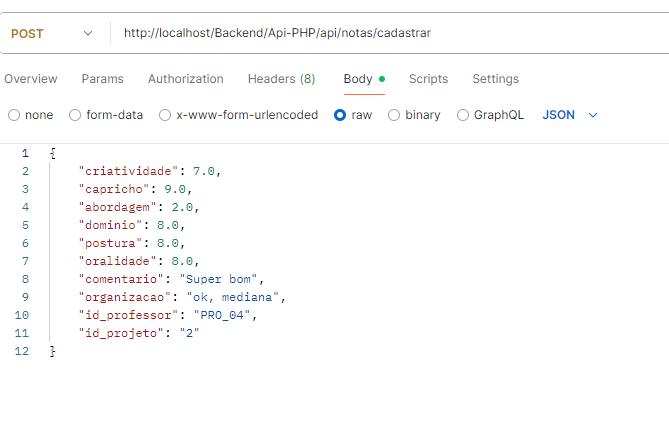 POST http://localhost/Backend/Api-PHP/api/notas/cadastrar
Overview Params Authorization Headers (8) Body Scripts Settings
none form-data x-www-form-urlencoded raw binary GraphQL JSON
1 {
2 "criatividade": 7.0,
3 "capricho": 9.0,
4 "abordagem": 2.0,
5 "dominio": 8.0,
6 "postura": 8.0,
7 "oralidade": 8.0,
8 "comentario": "Super bom",
9 "organizacao": "ok, mediana",
10 "id_professor": "PRO_04",
11 "id_projeto": "2"
12 }